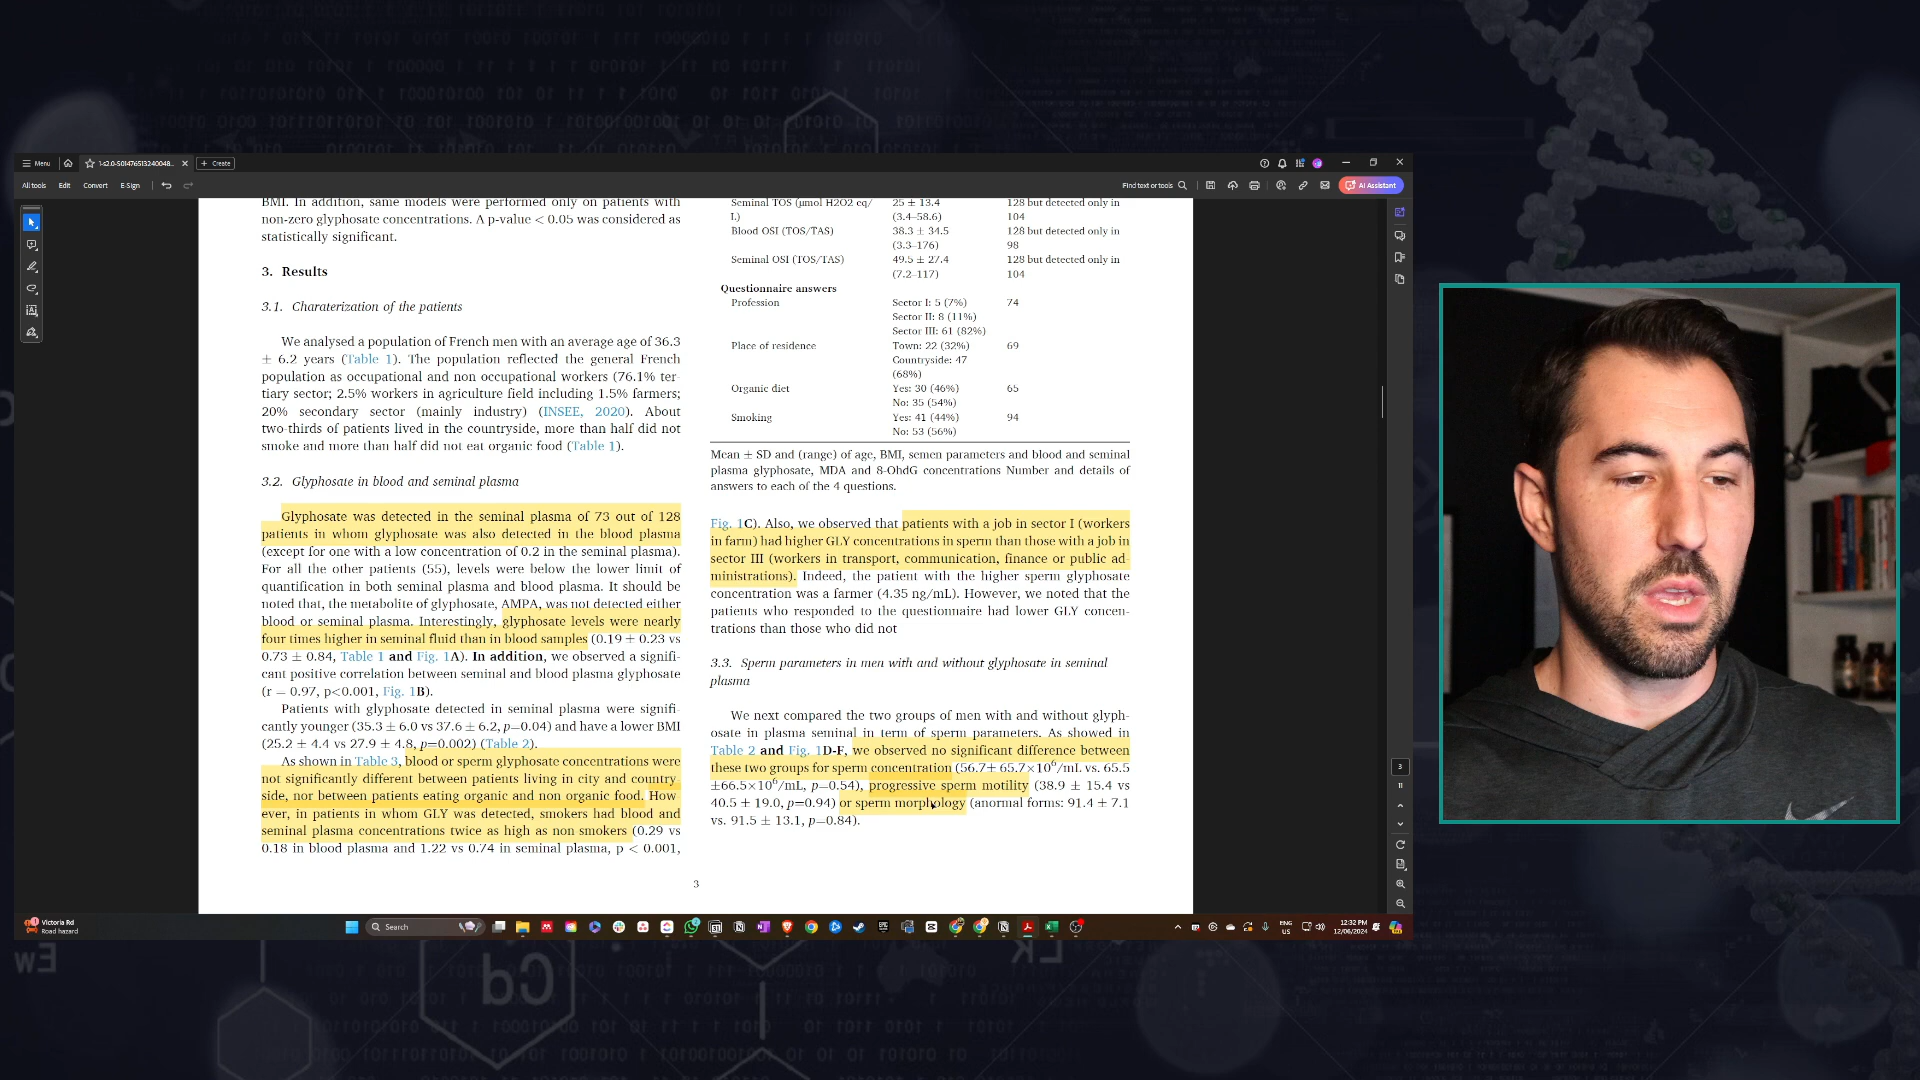 Menu
1-s2.0-S01476513240048...
Create
All tools
Edit
Convert
E-Sign
Find text or tools
AI Assistant
BMI. In addition, same models were performed only on patients with
non-zero glyphosate concentrations. A p-value < 0.05 was considered as
statistically significant.
3. Results
3.1. Charaterization of the patients
We analysed a population of French men with an average age of 36.3
± 6.2 years (Table 1). The population reflected the general French
population as occupational and non occupational workers (76.1% ter-
tiary sector; 2.5% workers in agriculture field including 1.5% farmers;
20% secondary sector (mainly industry) (INSEE, 2020). About
two-thirds of patients lived in the countryside, more than half did not
smoke and more than half did not eat organic food (Table 1).
3.2. Glyphosate in blood and seminal plasma
Glyphosate was detected in the seminal plasma of 73 out of 128
patients in whom glyphosate was also detected in the blood plasma
(except for one with a low concentration of 0.2 in the seminal plasma).
For all the other patients (55), levels were below the lower limit of
quantification in both seminal plasma and blood plasma. It should be
noted that, the metabolite of glyphosate, AMPA, was not detected either
blood or seminal plasma. Interestingly, glyphosate levels were nearly
four times higher in seminal fluid than in blood samples (0.19 ± 0.23 vs
0.73 ± 0.84, Table 1 and Fig. 1A). In addition, we observed a signifi-
cant positive correlation between seminal and blood plasma glyphosate
(r = 0.97, p<0.001, Fig. 1B).
Patients with glyphosate detected in seminal plasma were signifi-
cantly younger (35.3 ± 6.0 vs 37.6 ± 6.2, p=0.04) and have a lower BMI
(25.2 ± 4.4 vs 27.9 ± 4.8, p=0.002) (Table 2).
As shown in Table 3, blood or sperm glyphosate concentrations were
not significantly different between patients living in city and country-
side, nor between patients eating organic and non organic food. How-
ever, in patients in whom GLY was detected, smokers had blood and
seminal plasma concentrations twice as high as non smokers (0.29 vs
0.18 in blood plasma and 1.22 vs 0.74 in seminal plasma, p < 0.001,
Seminal TOS (µmol H2O2 eq/ 25 ± 13.4 128 but detected only in
L) (3.4–58.6) 104
Blood OSI (TOS/TAS) 38.3 ± 34.5 128 but detected only in
(3.3–176) 98
Seminal OSI (TOS/TAS) 49.5 ± 27.4 128 but detected only in
(7.2–117) 104
Questionnaire answers
Profession Sector I: 5 (7%) 74
Sector II: 8 (11%)
Sector III: 61 (82%)
Place of residence Town: 22 (32%) 69
Countryside: 47
(68%)
Organic diet Yes: 30 (46%) 65
No: 35 (54%)
Smoking Yes: 41 (44%) 94
No: 53 (56%)
Mean ± SD and (range) of age, BMI, semen parameters and blood and seminal
plasma glyphosate, MDA and 8-OhdG concentrations Number and details of
answers to each of the 4 questions.
Fig. 1C). Also, we observed that patients with a job in sector I (workers
in farm) had higher GLY concentrations in sperm than those with a job in
sector III (workers in transport, communication, finance or public ad-
ministrations). Indeed, the patient with the higher sperm glyphosate
concentration was a farmer (4.35 ng/mL). However, we noted that the
patients who responded to the questionnaire had lower GLY concen-
trations than those who did not
3.3. Sperm parameters in men with and without glyphosate in seminal
plasma
We next compared the two groups of men with and without glyph-
osate in plasma seminal in term of sperm parameters. As showed in
Table 2 and Fig. 1D-F, we observed no significant difference between
these two groups for sperm concentration (56.7± 65.7×10⁶/mL vs. 65.5
±66.5×10⁶/mL, p=0.54), progressive sperm motility (38.9 ± 15.4 vs
40.5 ± 19.0, p=0.94) or sperm morphology (anormal forms: 91.4 ± 7.1
vs. 91.5 ± 13.1, p=0.84).
3
3
11
Victoria Rd
Road hazard
Search
ENG
US
12:32 PM
12/06/2024
Cd